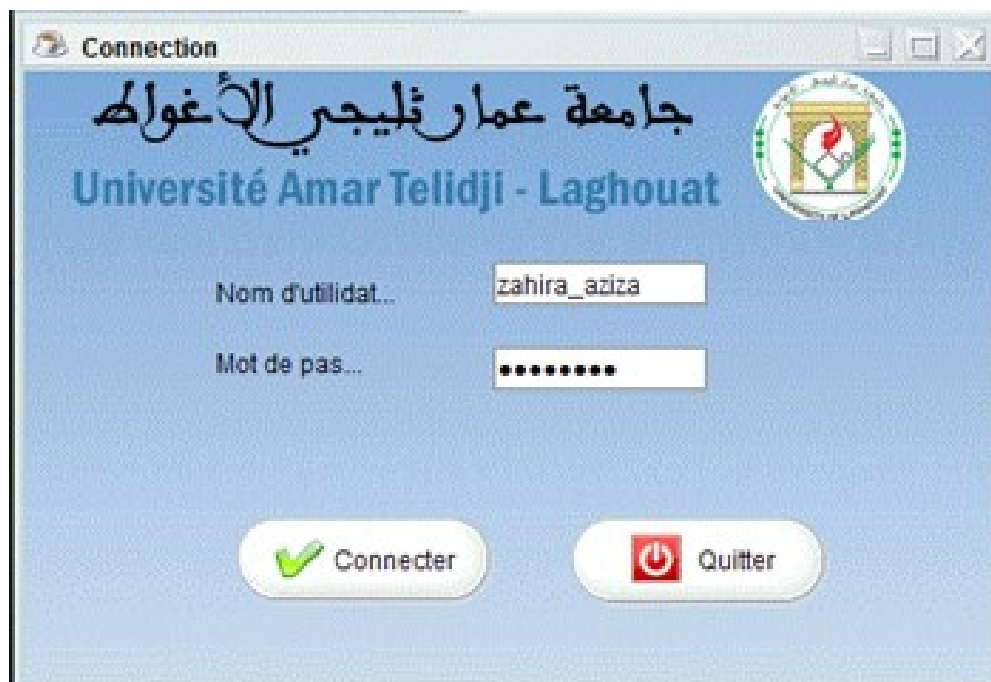 Connection
جامعة عمار ثليجي الأغواط
Université Amar Telidji - Laghouat
Nom d'utilidat...
zahira_aziza
Mot de pas...
••••••••
Connecter
Quitter